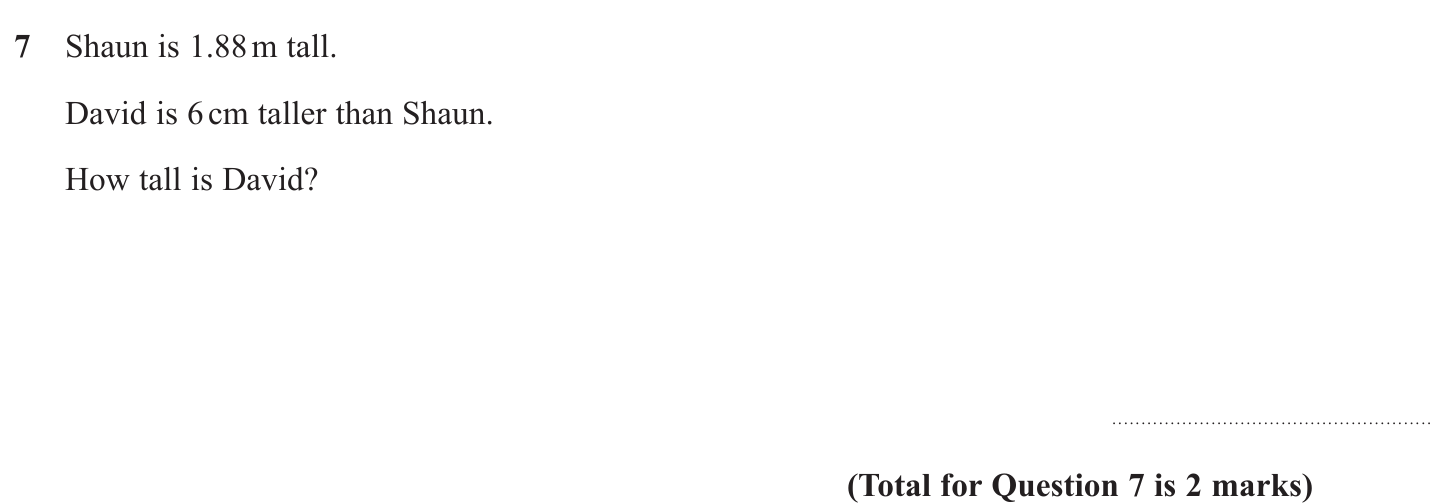 7 Shaun is 1.88 m tall.
David is 6 cm taller than Shaun.
How tall is David?
(Total for Question 7 is 2 marks)